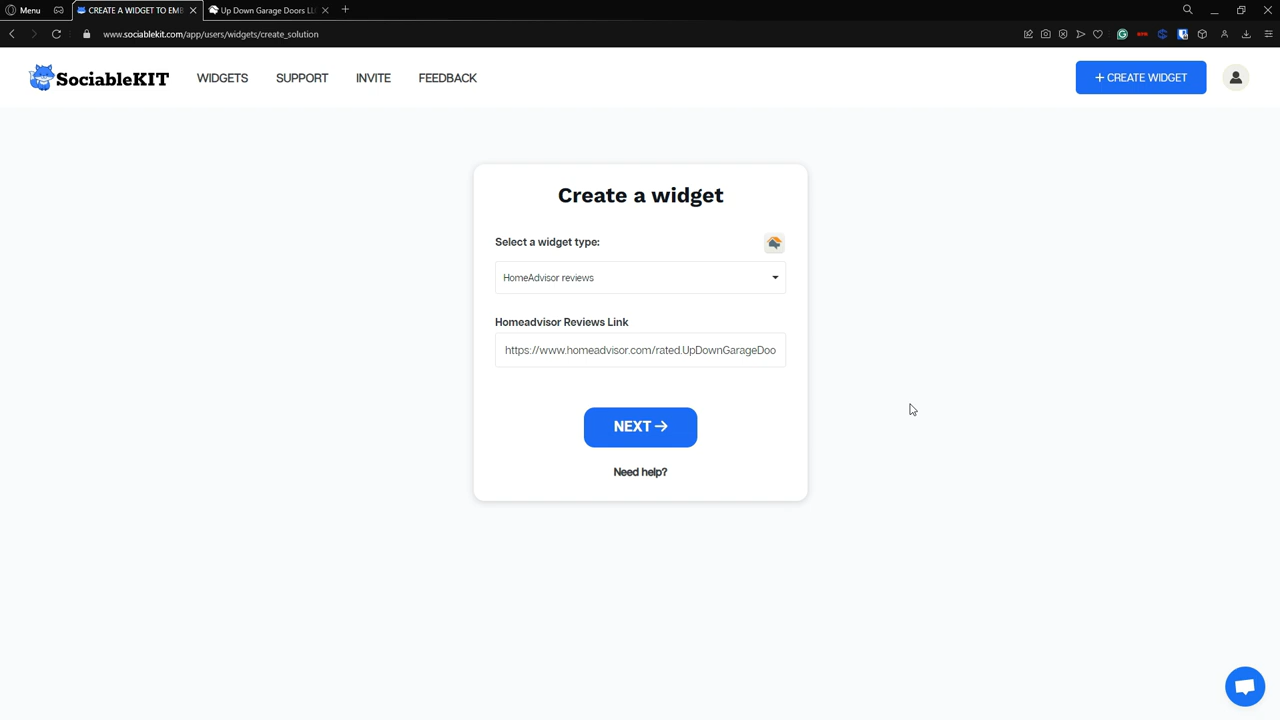 Menu
CREATE A WIDGET TO EMB
Up Down Garage Doors LL
www.sociablekit.com/app/users/widgets/create_solution
SociableKIT
WIDGETS
SUPPORT
INVITE
FEEDBACK
+ CREATE WIDGET
Create a widget
Select a widget type:
HomeAdvisor reviews
Homeadvisor Reviews Link
https://www.homeadvisor.com/rated.UpDownGarageDoo
NEXT →
Need help?